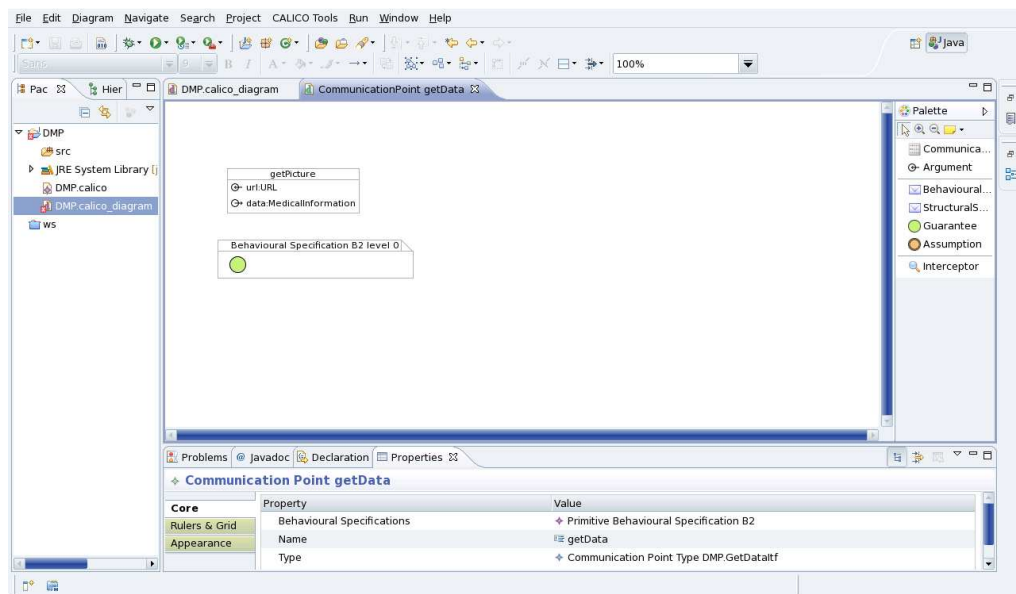 File Edit Diagram Navigate Search Project CALICO Tools Run Window Help
Java
Sans 9 B I A 100%
Pac Hier
DMP.calico_diagram CommunicationPoint getData
DMP
src
JRE System Library [j
DMP.calico
DMP.calico_diagram
ws
getPicture
url:URL
data:MedicalInformation
Behavioural Specification B2 level 0
Palette
Communica...
Argument
Behavioural...
StructuralS...
Guarantee
Assumption
Interceptor
Problems @ Javadoc Declaration Properties
Communication Point getData
Core
Rulers & Grid
Appearance
Property Value
Behavioural Specifications Primitive Behavioural Specification B2
Name getData
Type Communication Point Type DMP.GetDataItf